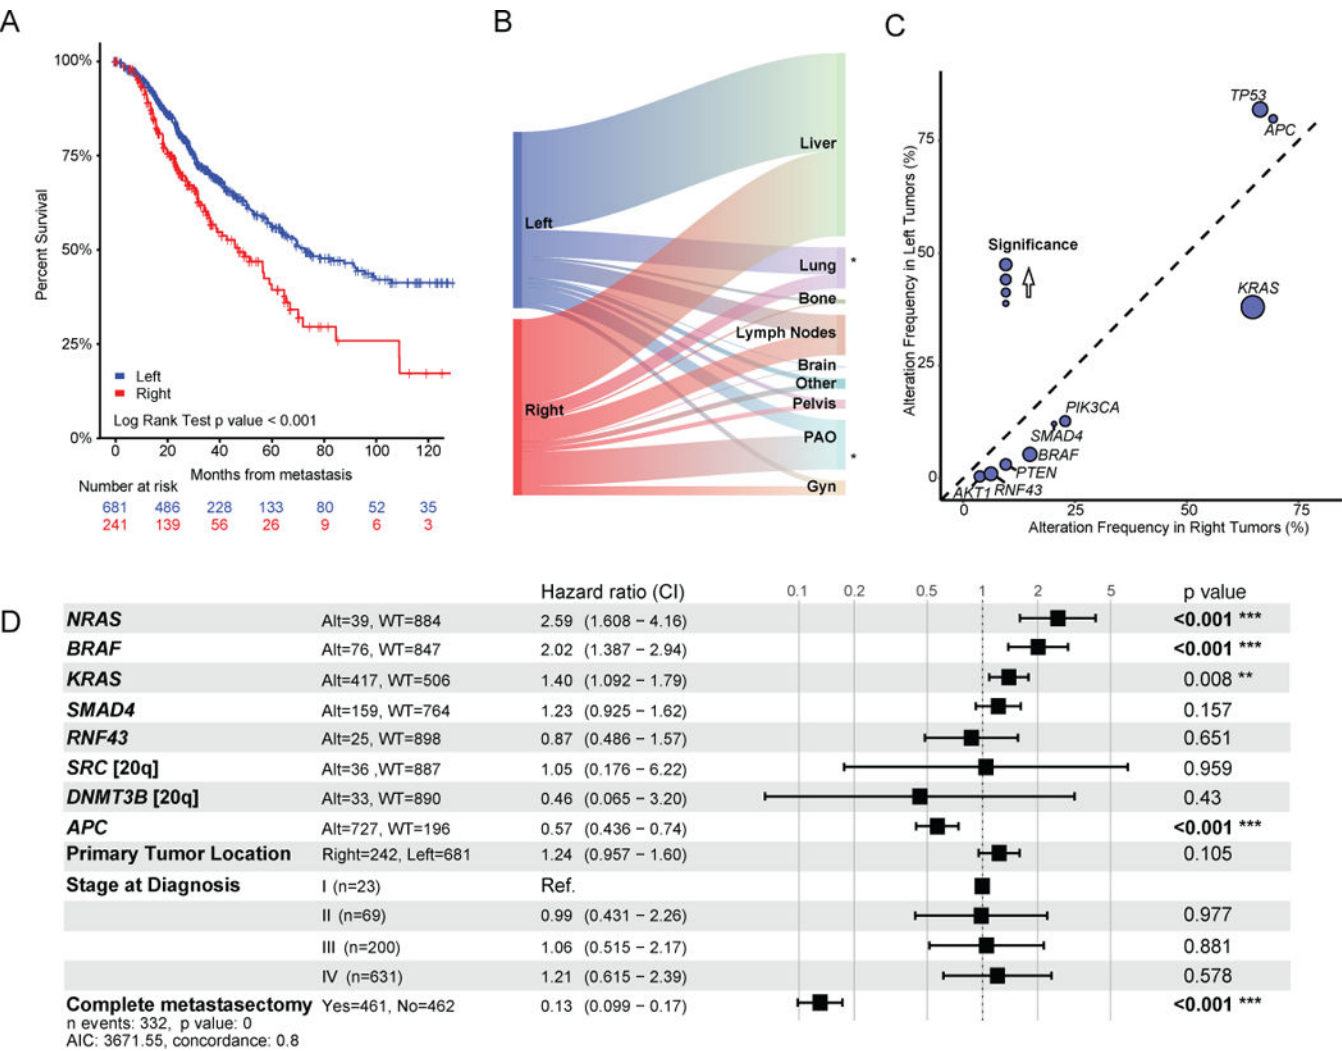 A
100%
75%
50%
25%
0%
Percent Survival
Left
Right
Log Rank Test p value < 0.001
0 20 40 60 80 100 120
Months from metastasis
Number at risk
681 486 228 133 80 52 35
241 139 56 26 9 6 3
B
Left
Right
Liver
Lung *
Bone
Lymph Nodes
Brain
Other
Pelvis
PAO
*
Gyn
C
Alteration Frequency in Left Tumors (%)
75
50
25
0
TP53
APC
Significance
KRAS
PIK3CA
SMAD4
BRAF
PTEN
AKT1 RNF43
0 25 50 75
Alteration Frequency in Right Tumors (%)
D
Hazard ratio (CI) 0.1 0.2 0.5 1 2 5 p value
NRAS Alt=39, WT=884 2.59 (1.608 − 4.16) <0.001 ***
BRAF Alt=76, WT=847 2.02 (1.387 − 2.94) <0.001 ***
KRAS Alt=417, WT=506 1.40 (1.092 − 1.79) 0.008 **
SMAD4 Alt=159, WT=764 1.23 (0.925 − 1.62) 0.157
RNF43 Alt=25, WT=898 0.87 (0.486 − 1.57) 0.651
SRC [20q] Alt=36 ,WT=887 1.05 (0.176 − 6.22) 0.959
DNMT3B [20q] Alt=33, WT=890 0.46 (0.065 − 3.20) 0.43
APC Alt=727, WT=196 0.57 (0.436 − 0.74) <0.001 ***
Primary Tumor Location Right=242, Left=681 1.24 (0.957 − 1.60) 0.105
Stage at Diagnosis I (n=23) Ref.
II (n=69) 0.99 (0.431 − 2.26) 0.977
III (n=200) 1.06 (0.515 − 2.17) 0.881
IV (n=631) 1.21 (0.615 − 2.39) 0.578
Complete metastasectomy Yes=461, No=462 0.13 (0.099 − 0.17) <0.001 ***
n events: 332, p value: 0
AIC: 3671.55, concordance: 0.8